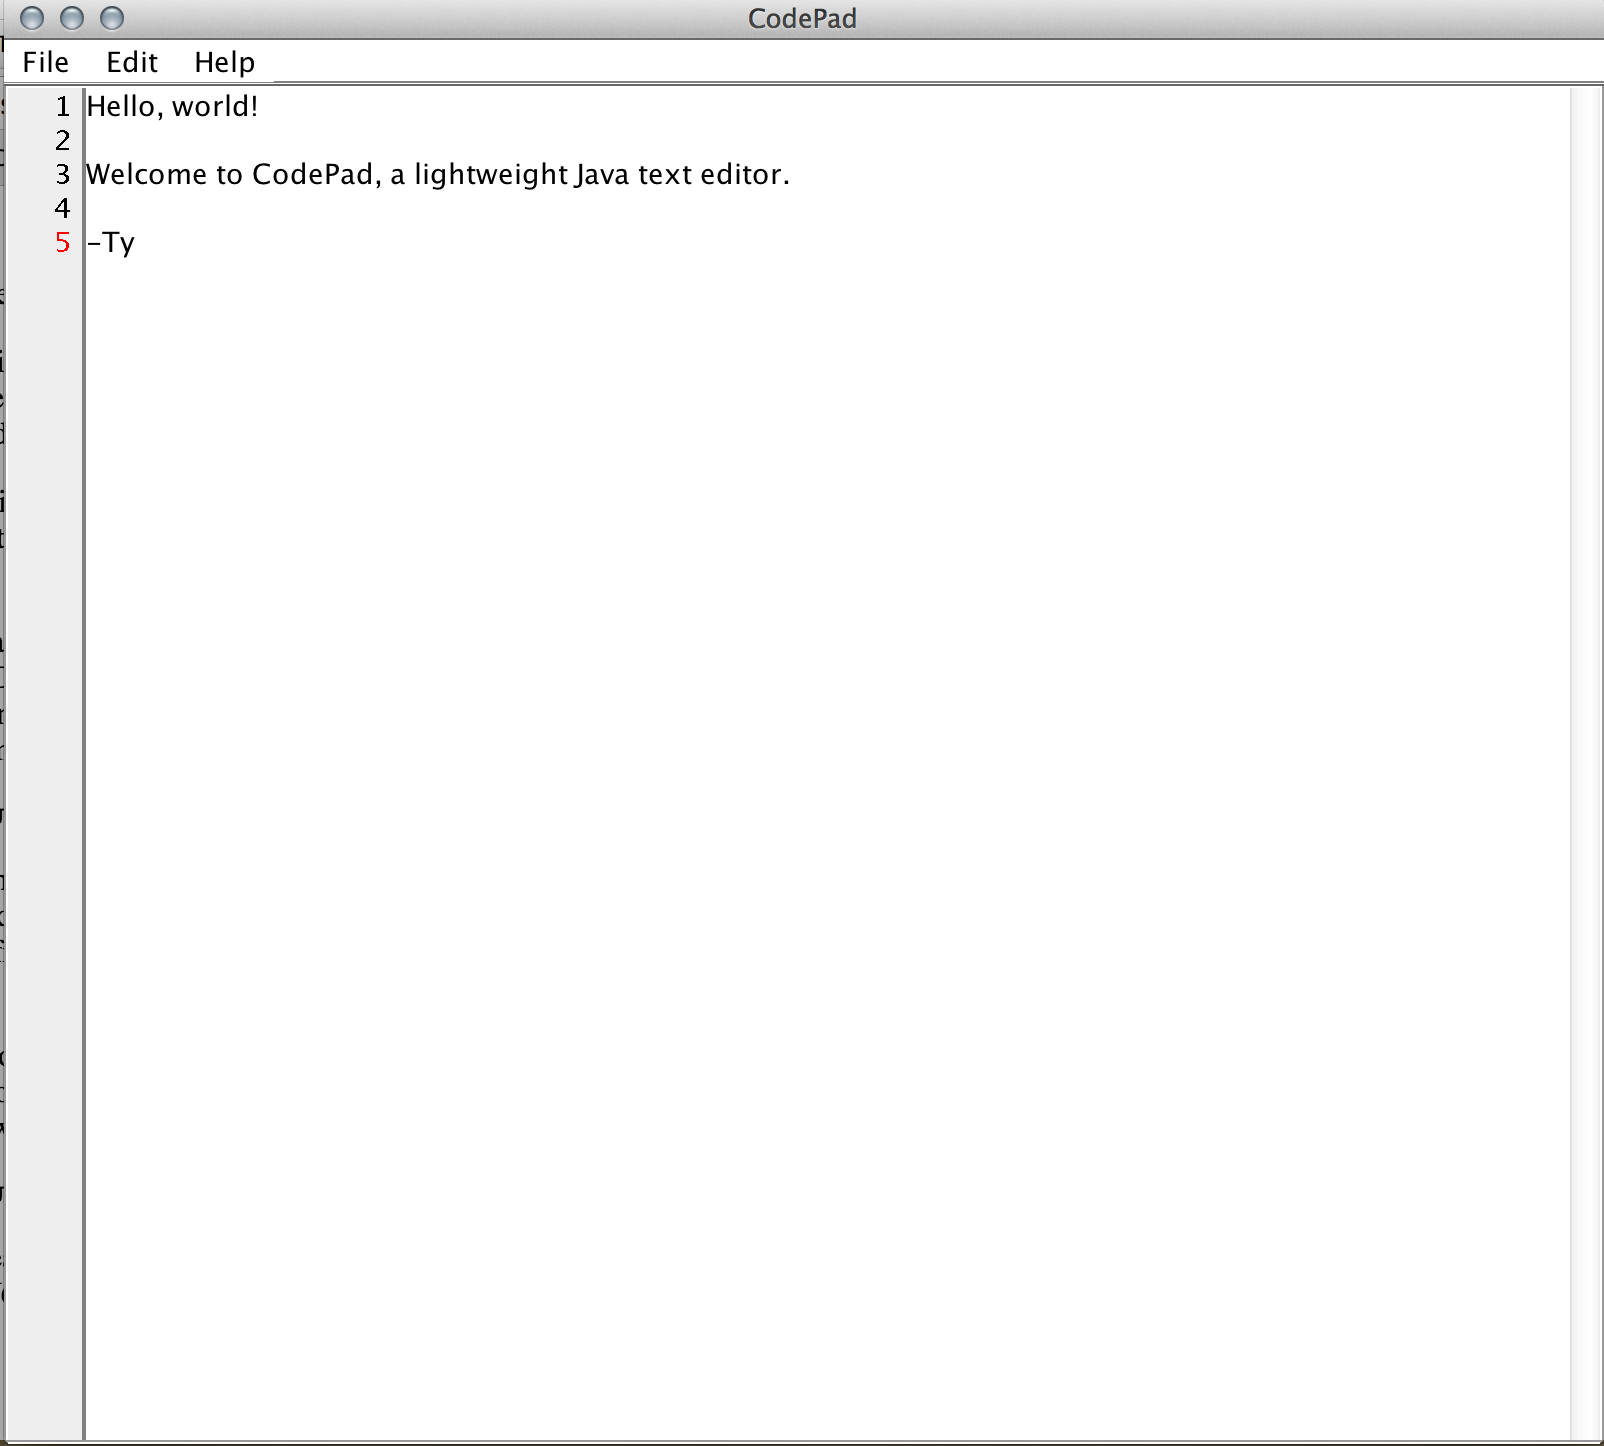 CodePad
File Edit Help
1 Hello, world!
2
3 Welcome to CodePad, a lightweight Java text editor.
4
5 -Ty